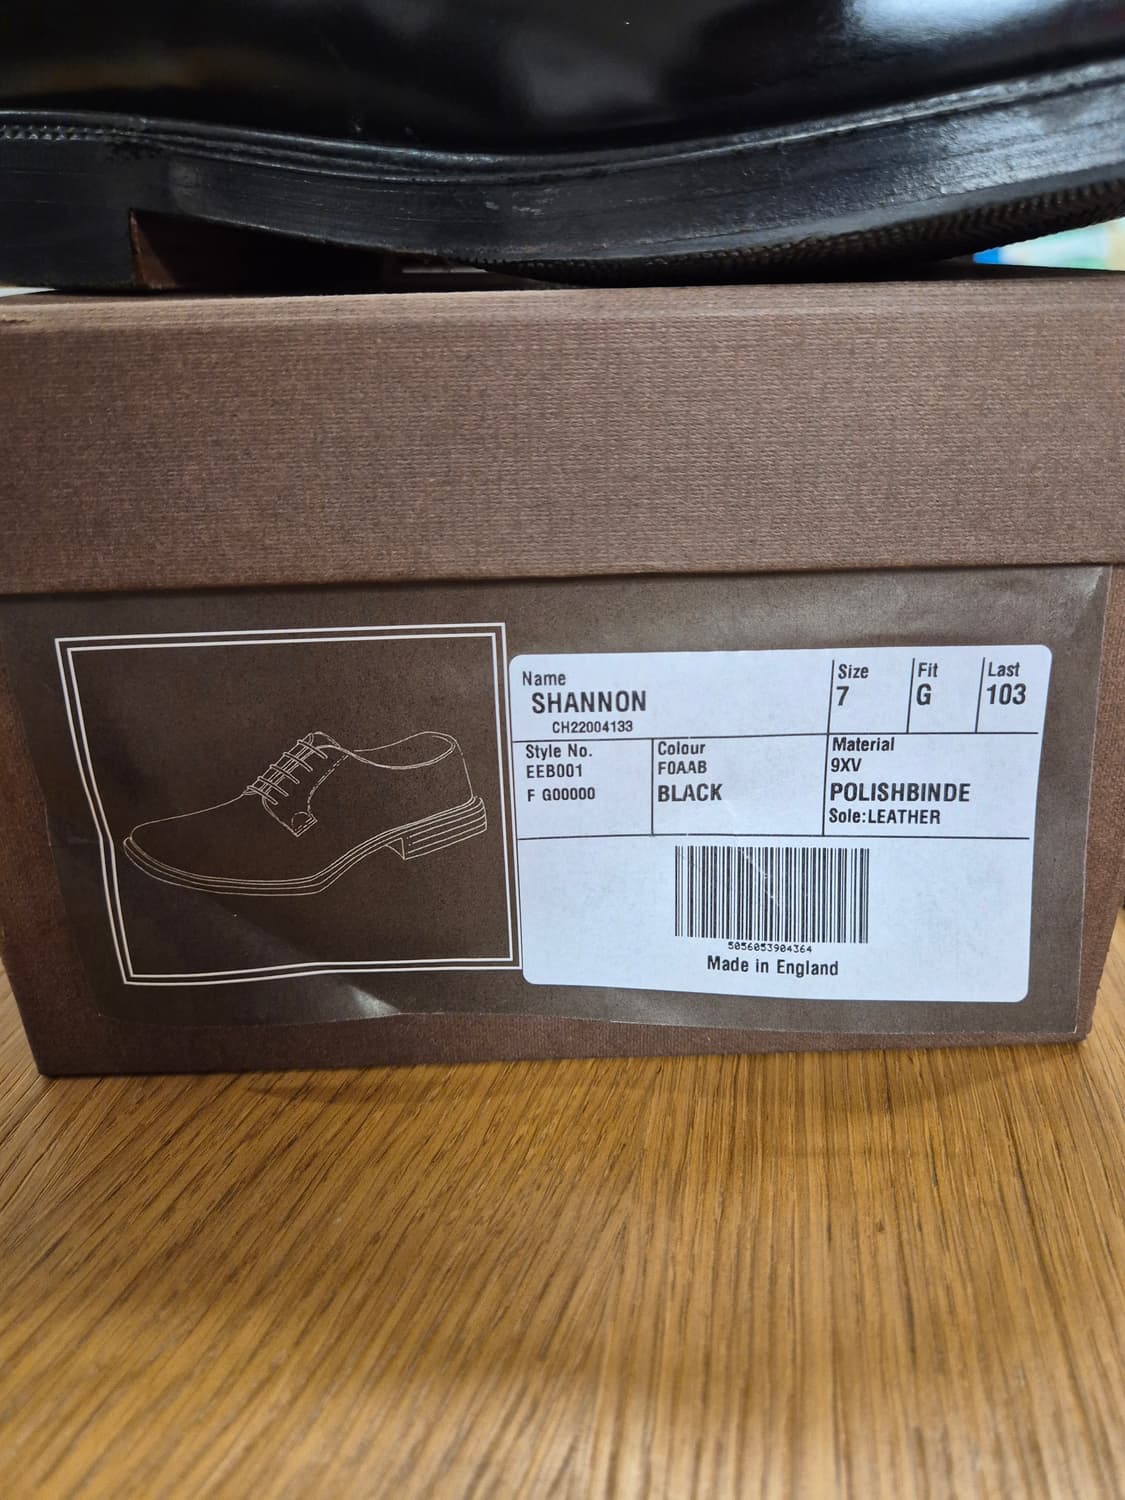 Name
SHANNON
CH22004133
Size
7
Fit
G
Last
103
Style No.
EEB001
F G00000
Colour
F0AAB
BLACK
Material
9XV
POLISHBINDE
Sole:LEATHER
5056053904364
Made in England